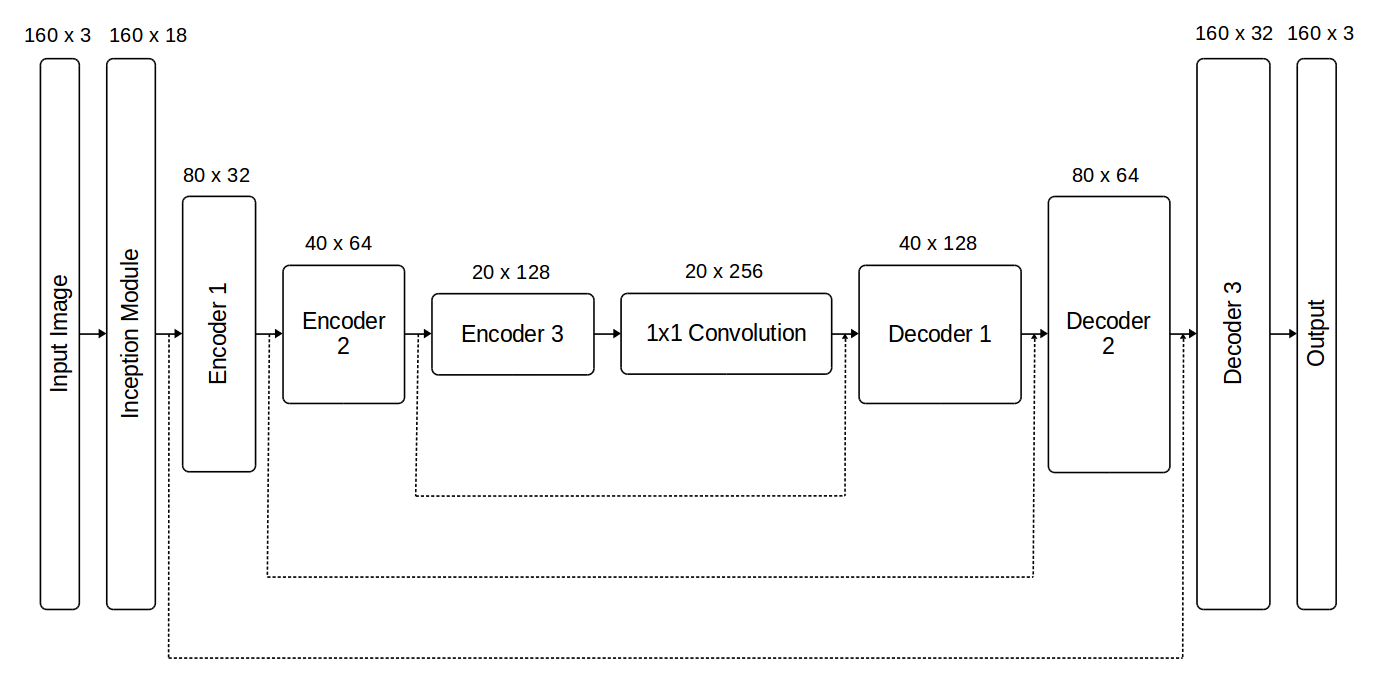 160 x 3
160 x 18
80 x 32
40 x 64
20 x 128
20 x 256
40 x 128
80 x 64
160 x 32
160 x 3
Input Image
Inception Module
Encoder 1
Encoder
2
Encoder 3
1x1 Convolution
Decoder 1
Decoder
2
Decoder 3
Output